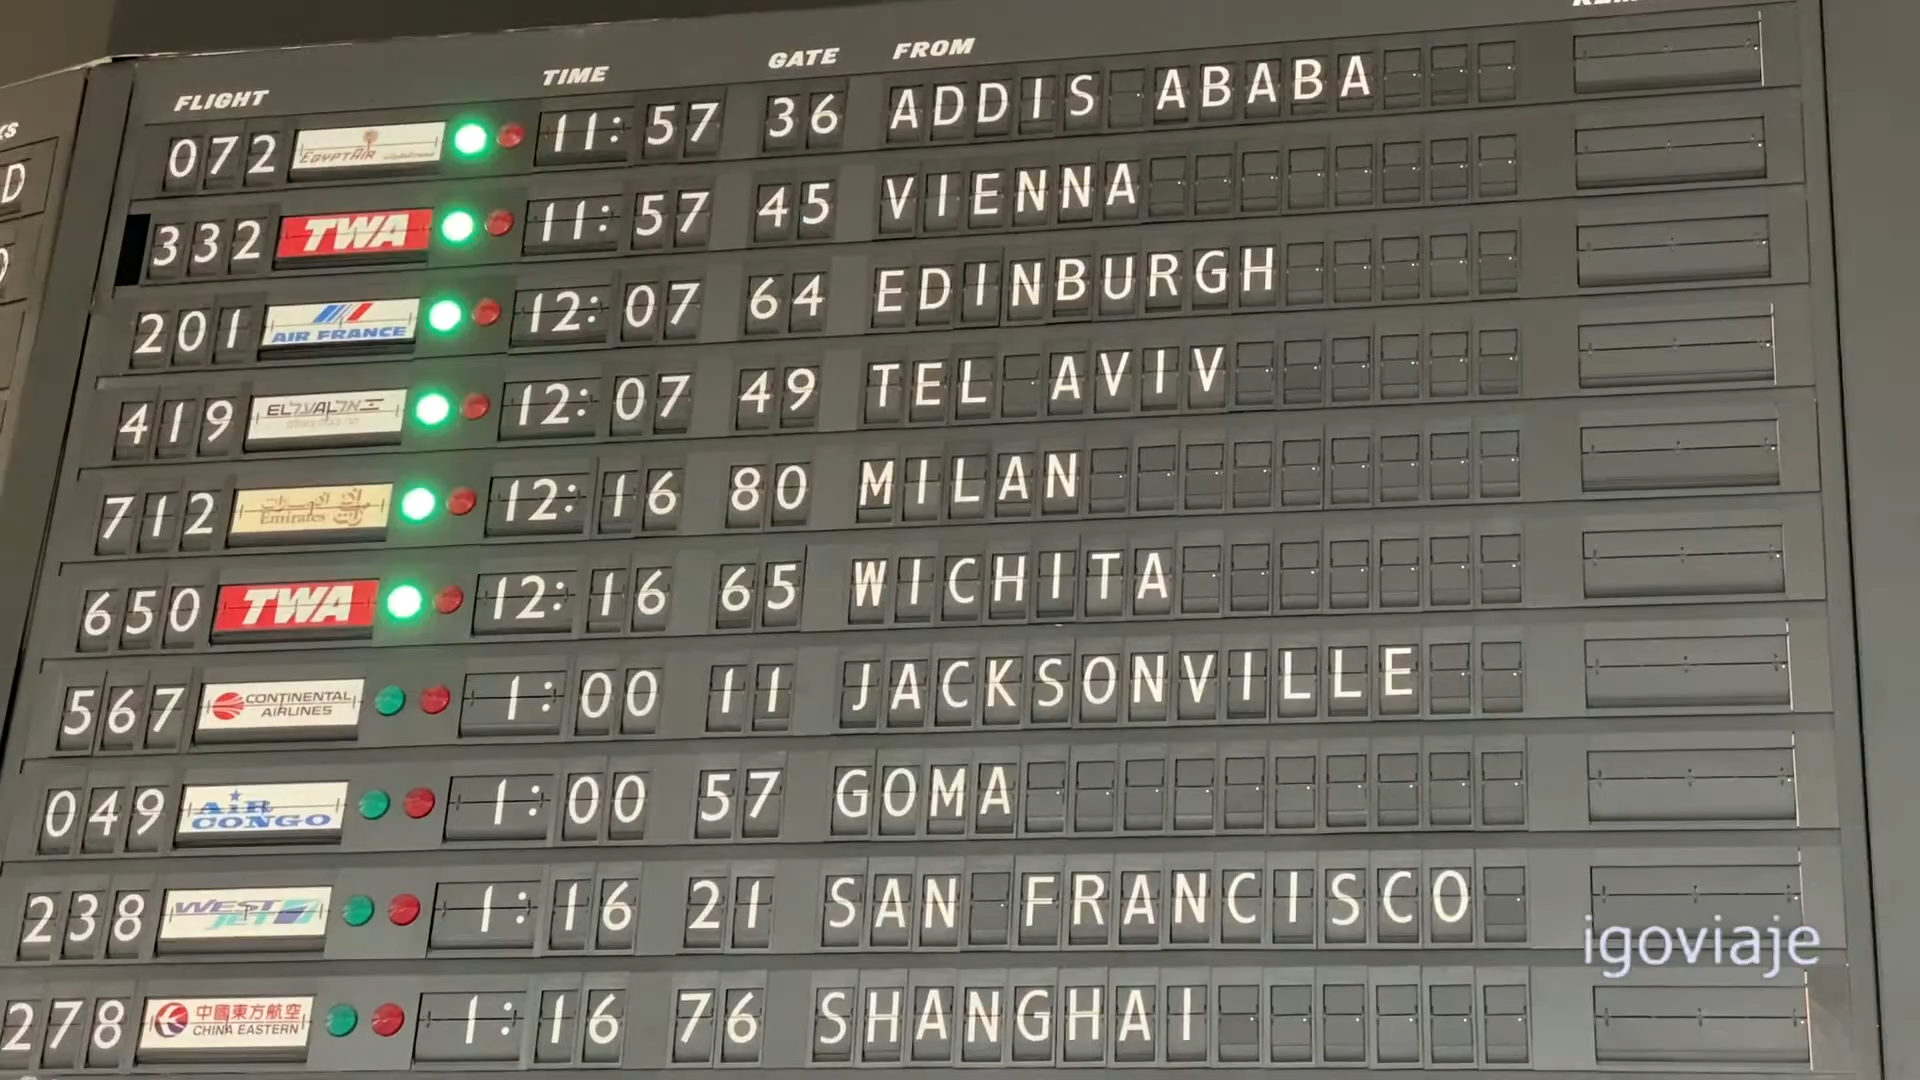 FLIGHT TIME GATE FROM
072 EGYPTAIR 11:57 36 ADDIS ABABA
332 TWA 11:57 45 VIENNA
201 AIR FRANCE 12:07 64 EDINBURGH
419 EL AL אל על 12:07 49 TEL AVIV
712 Emirates 12:16 80 MILAN
650 TWA 12:16 65 WICHITA
567 CONTINENTAL AIRLINES 1:00 11 JACKSONVILLE
049 AIR CONGO 1:00 57 GOMA
238 WESTJET 1:16 21 SAN FRANCISCO
278 中國東方航空 CHINA EASTERN 1:16 76 SHANGHAI
igoviaje